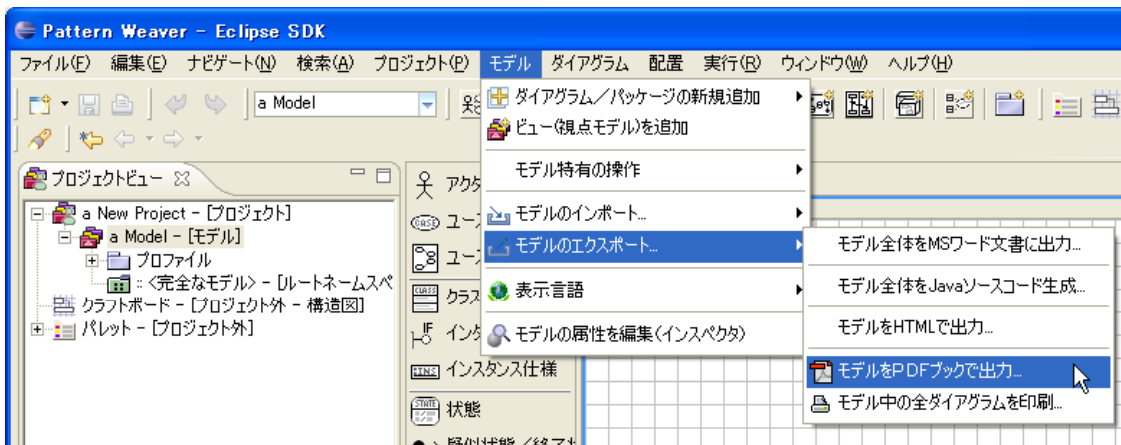 Pattern Weaver - Eclipse SDK
ファイル(F) 編集(E) ナビゲート(N) 検索(A) プロジェクト(P) モデル ダイアグラム 配置 実行(R) ウィンドウ(W) ヘルプ(H)
a Model
ダイアグラム／パッケージの新規追加
ビュー(視点モデル)を追加
モデル特有の操作
モデルのインポート...
モデルのエクスポート...
表示言語
モデルの属性を編集(インスペクタ)
モデル全体をMSワード文書に出力...
モデル全体をJavaソースコード生成...
モデルをHTMLで出力...
モデルをPDFブックで出力...
モデル中の全ダイアグラムを印刷...
プロジェクトビュー
a New Project - [プロジェクト]
a Model - [モデル]
プロファイル
:: <完全なモデル> - [ルートネームスペ
クラフトボード - [プロジェクト外 - 構造図]
パレット - [プロジェクト外]
アクタ
CASE ユー
ユー
CLASS クラ
IF インタ
INS インスタンス仕様
STATE 状態